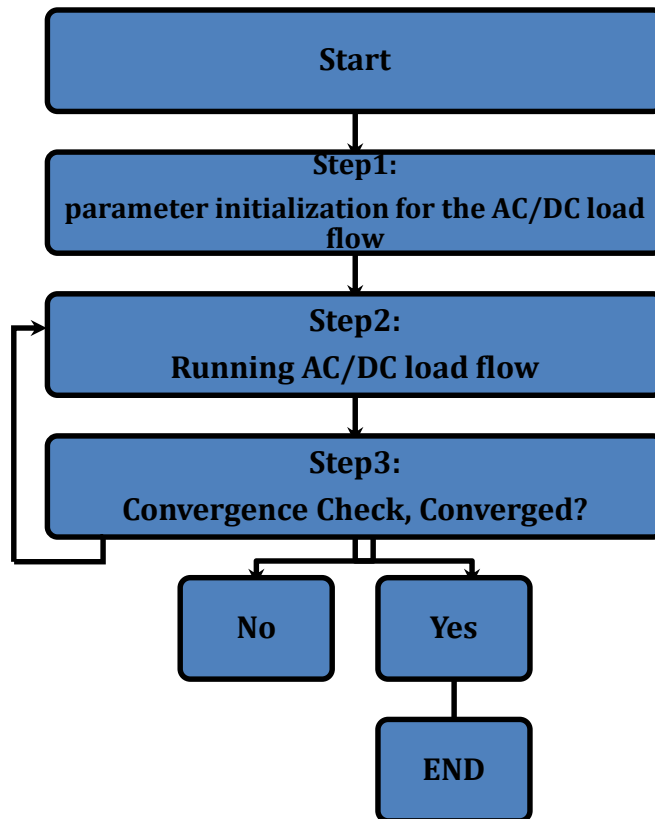 Start
Step1:
parameter initialization for the AC/DC load
flow
Step2:
Running AC/DC load flow
Step3:
Convergence Check, Converged?
No
Yes
END